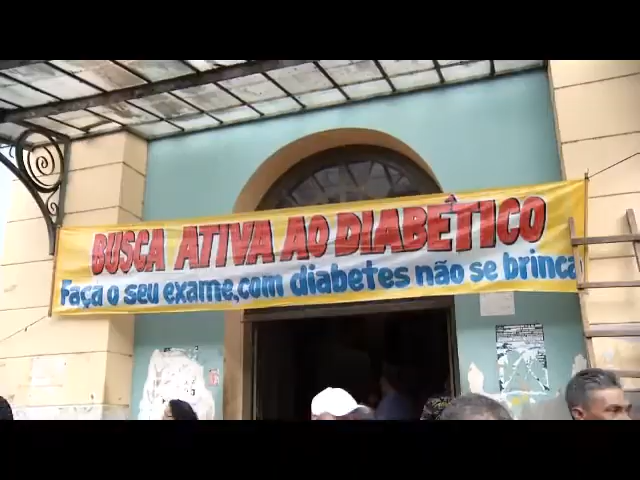 BUSCA ATIVA AO DIABÉTICO
Faça o seu exame, com diabetes não se brinca